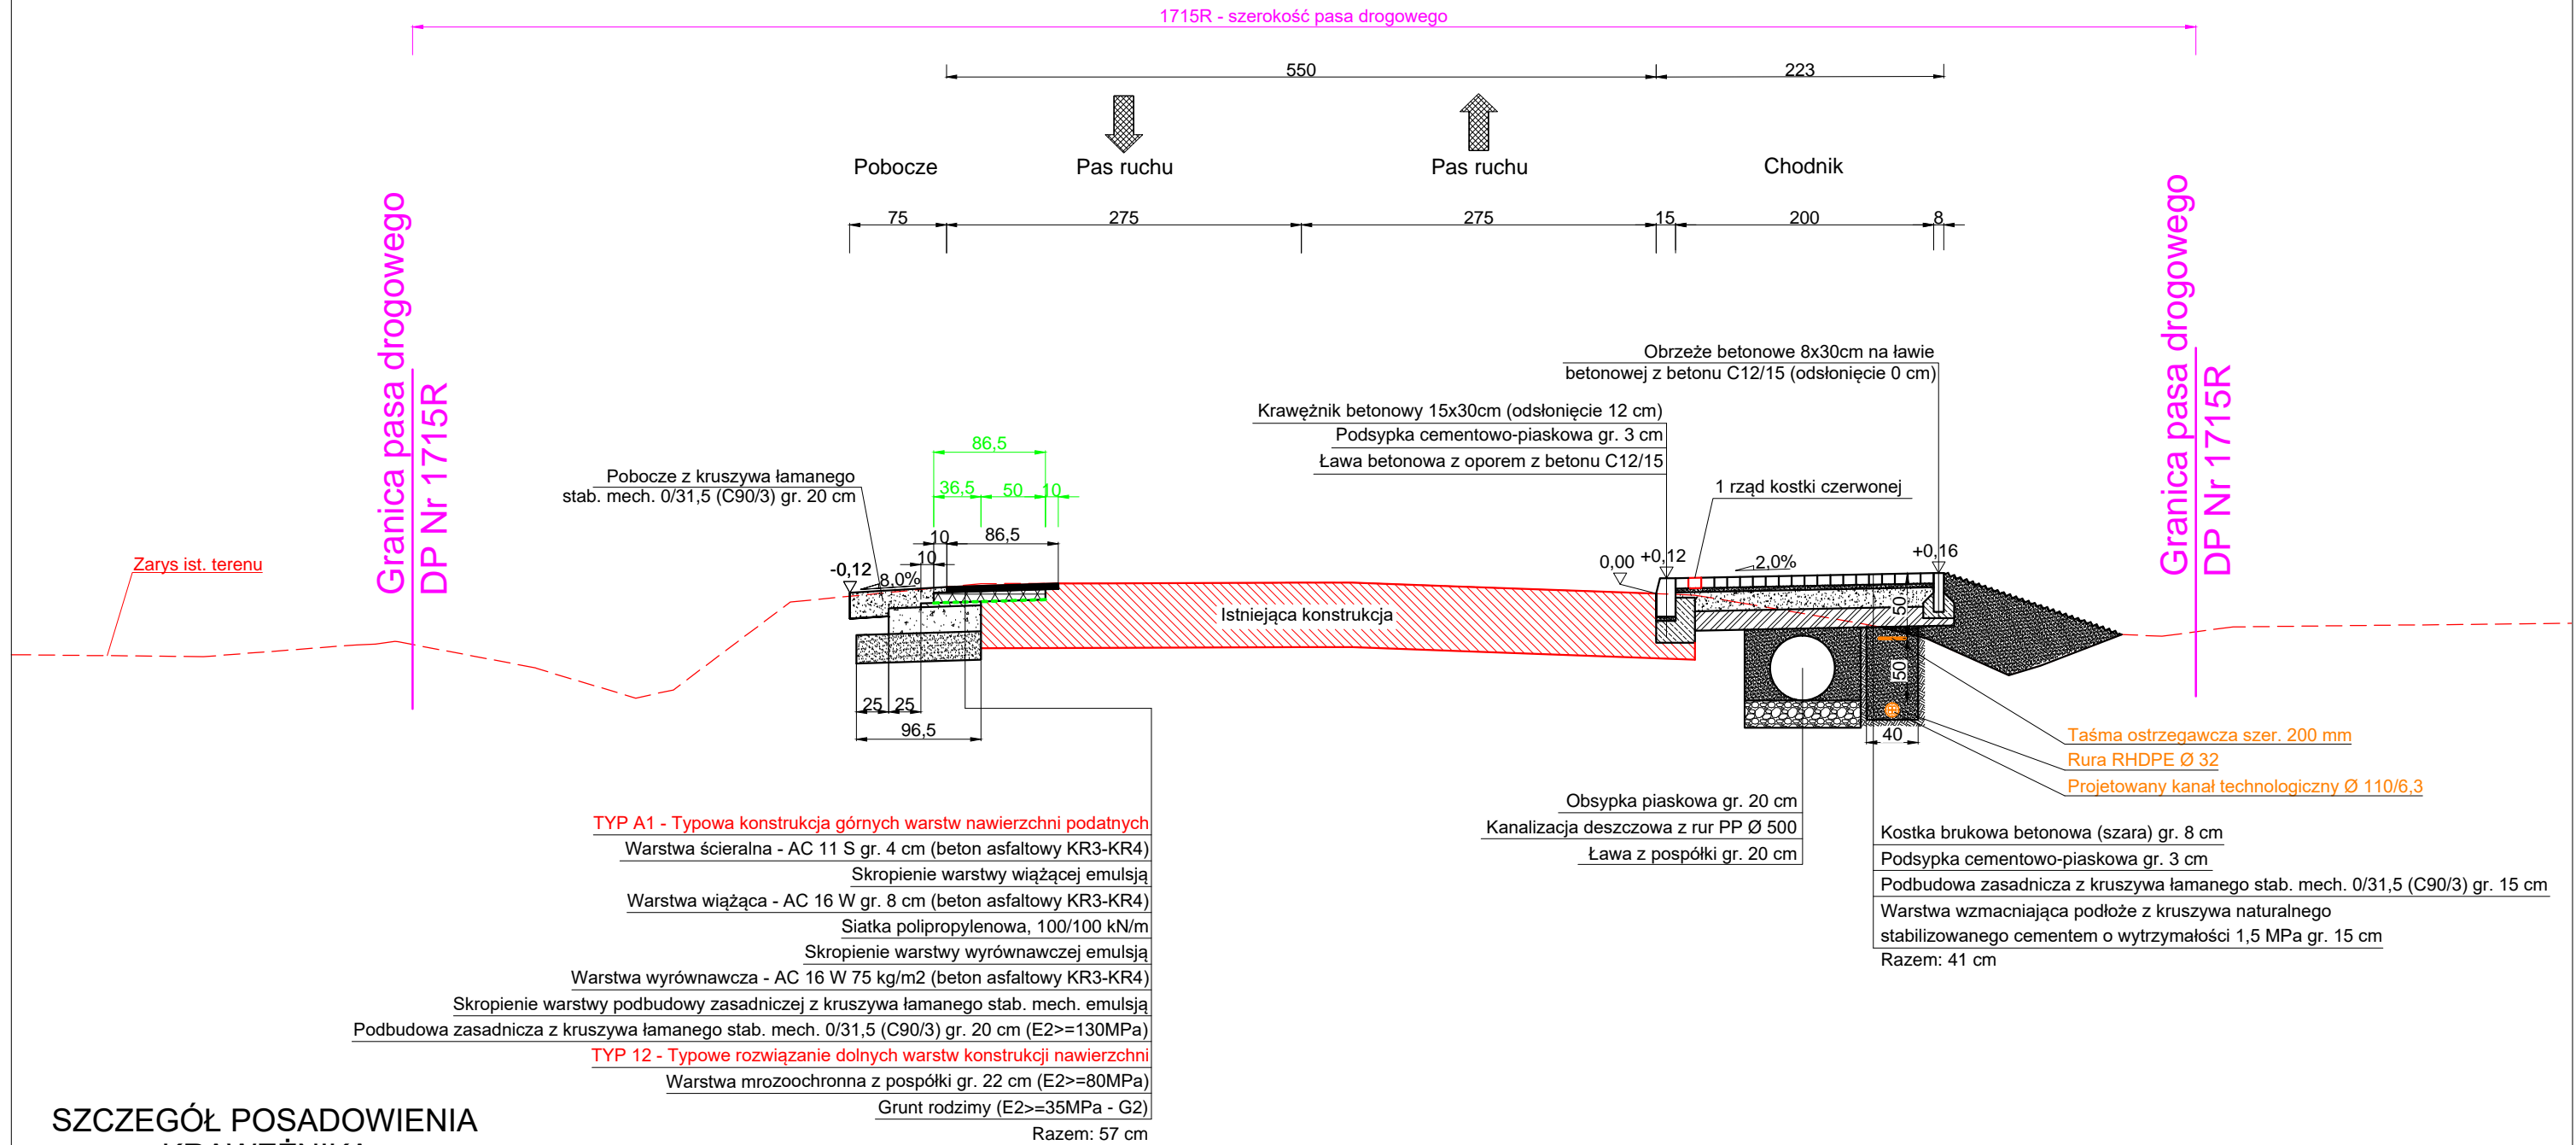 1715R - szerokość pasa drogowego
550
223
Pobocze
Pas ruchu
Pas ruchu
Chodnik
75
275
275
15
200
8
Granica pasa drogowego
DP Nr 1715R
Granica pasa drogowego
DP Nr 1715R
Obrzeże betonowe 8x30cm na ławie
betonowej z betonu C12/15 (odsłonięcie 0 cm)
Krawężnik betonowy 15x30cm (odsłonięcie 12 cm)
Podsypka cementowo-piaskowa gr. 3 cm
Ława betonowa z oporem z betonu C12/15
1 rząd kostki czerwonej
Pobocze z kruszywa łamanego
stab. mech. 0/31,5 (C90/3) gr. 20 cm
86,5
36,5
50
10
10
86,5
10
Zarys ist. terenu
-0,12
8,0%
0,00
+0,12
2,0%
+0,16
Istniejąca konstrukcja
50
50
25
25
96,5
40
Taśma ostrzegawcza szer. 200 mm
Rura RHDPE Ø 32
Projetowany kanał technologiczny Ø 110/6,3
Obsypka piaskowa gr. 20 cm
Kanalizacja deszczowa z rur PP Ø 500
Ława z pospółki gr. 20 cm
Kostka brukowa betonowa (szara) gr. 8 cm
Podsypka cementowo-piaskowa gr. 3 cm
Podbudowa zasadnicza z kruszywa łamanego stab. mech. 0/31,5 (C90/3) gr. 15 cm
Warstwa wzmacniająca podłoże z kruszywa naturalnego
stabilizowanego cementem o wytrzymałości 1,5 MPa gr. 15 cm
Razem: 41 cm
TYP A1 - Typowa konstrukcja górnych warstw nawierzchni podatnych
Warstwa ścieralna - AC 11 S gr. 4 cm (beton asfaltowy KR3-KR4)
Skropienie warstwy wiążącej emulsją
Warstwa wiążąca - AC 16 W gr. 8 cm (beton asfaltowy KR3-KR4)
Siatka polipropylenowa, 100/100 kN/m
Skropienie warstwy wyrównawczej emulsją
Warstwa wyrównawcza - AC 16 W 75 kg/m2 (beton asfaltowy KR3-KR4)
Skropienie warstwy podbudowy zasadniczej z kruszywa łamanego stab. mech. emulsją
Podbudowa zasadnicza z kruszywa łamanego stab. mech. 0/31,5 (C90/3) gr. 20 cm (E2>=130MPa)
TYP 12 - Typowe rozwiązanie dolnych warstw konstrukcji nawierzchni
Warstwa mrozoochronna z pospółki gr. 22 cm (E2>=80MPa)
Grunt rodzimy (E2>=35MPa - G2)
Razem: 57 cm
SZCZEGÓŁ POSADOWIENIA
KRAWĘŻNIKA